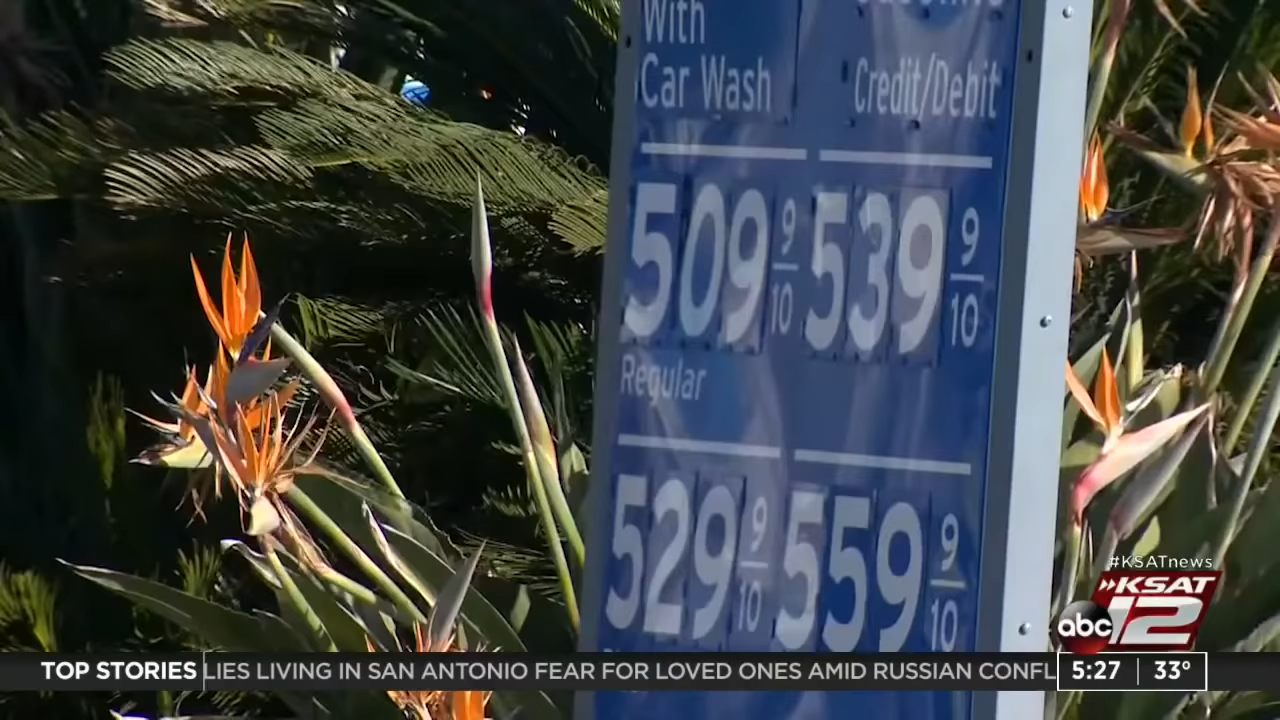 With
Car Wash
Credit/Debit
509 9/10 539 9/10
Regular
529 9/10 559 9/10
#KSATnews
KSAT
abc 12
TOP STORIES LIES LIVING IN SAN ANTONIO FEAR FOR LOVED ONES AMID RUSSIAN CONFL 5:27 33°